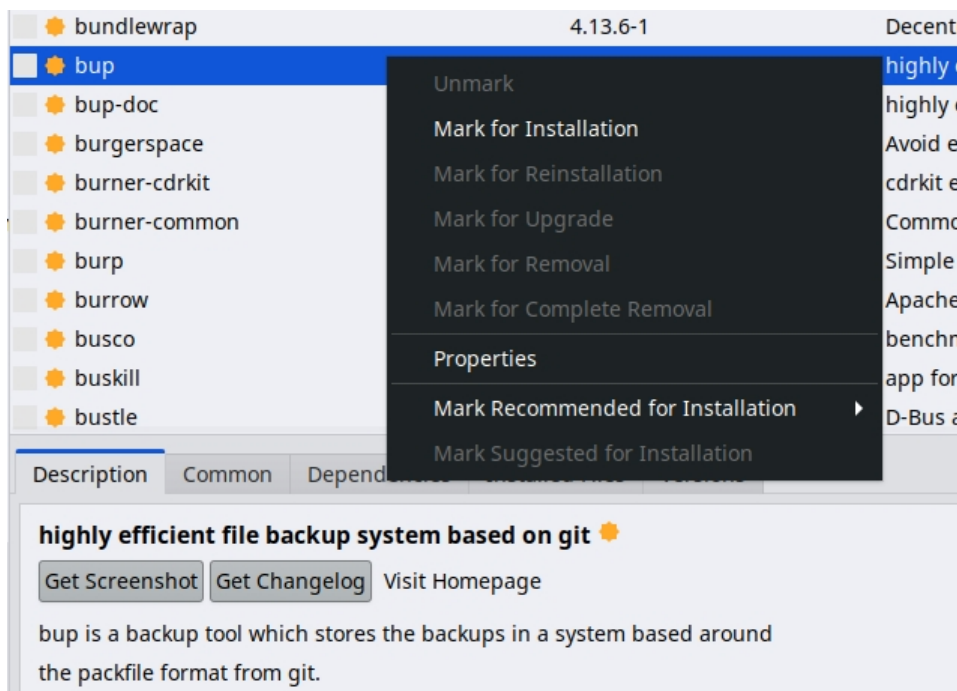 bundlewrap 4.13.6-1 Decent
bup highly
bup-doc highly
burgerspace Avoid e
burner-cdrkit cdrkit e
burner-common Commo
burp Simple
burrow Apache
busco benchm
buskill app for
bustle D-Bus a
Unmark
Mark for Installation
Mark for Reinstallation
Mark for Upgrade
Mark for Removal
Mark for Complete Removal
Properties
Mark Recommended for Installation
Mark Suggested for Installation
Description Common Dependencies Installed Files Versions
highly efficient file backup system based on git
Get Screenshot Get Changelog Visit Homepage
bup is a backup tool which stores the backups in a system based around
the packfile format from git.